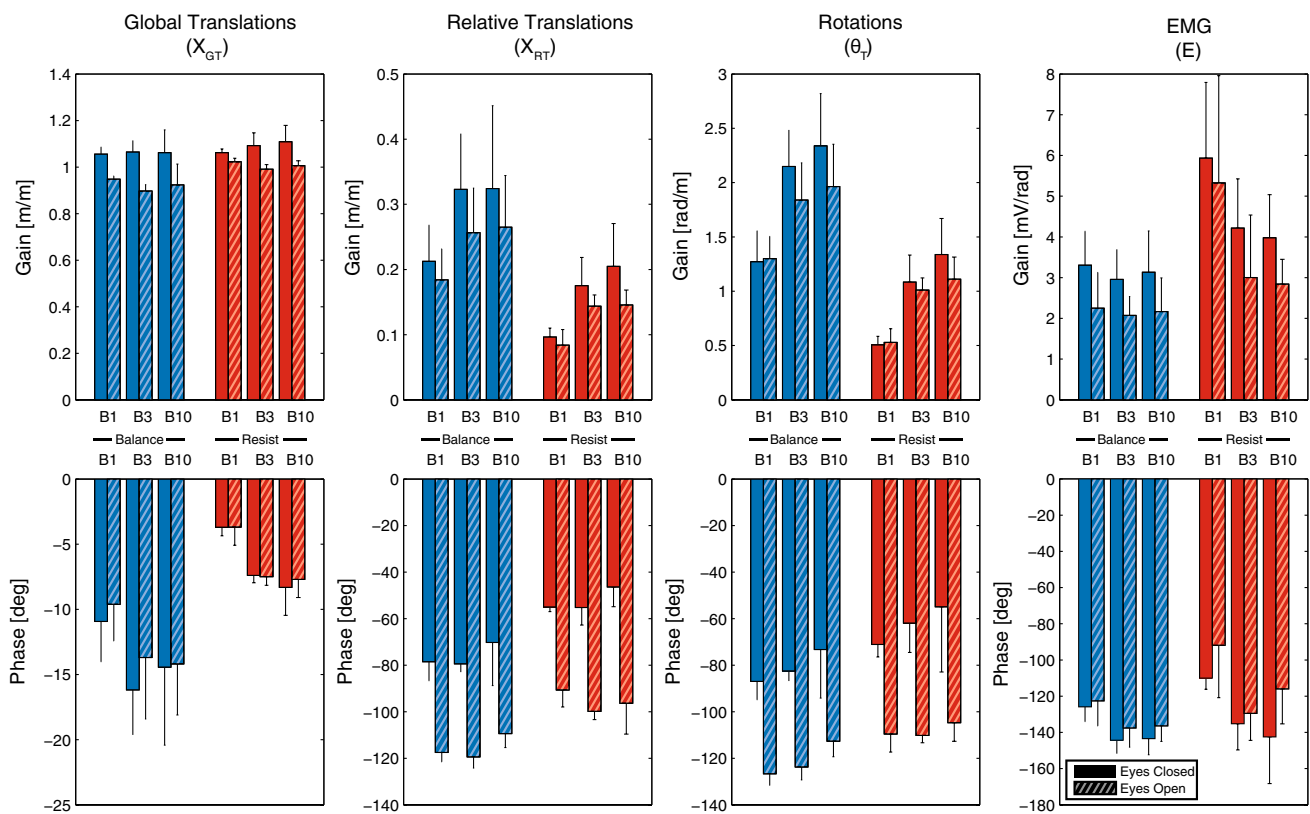 Global Translations
(X_GT)
Relative Translations
(X_RT)
Rotations
(θ_T)
EMG
(E)
Gain [m/m]
1.4
1.2
1
0.8
0.6
0.4
0.2
0
B1 B3 B10 B1 B3 B10
Gain [m/m]
0.5
0.4
0.3
0.2
0.1
0
B1 B3 B10 B1 B3 B10
Gain [rad/m]
3
2.5
2
1.5
1
0.5
0
B1 B3 B10 B1 B3 B10
Gain [mV/rad]
8
7
6
5
4
3
2
1
0
B1 B3 B10 B1 B3 B10
Balance Resist
Balance Resist
Balance Resist
Balance Resist
B1 B3 B10 B1 B3 B10
Phase [deg]
0
−5
−10
−15
−20
−25
B1 B3 B10 B1 B3 B10
Phase [deg]
0
−20
−40
−60
−80
−100
−120
−140
B1 B3 B10 B1 B3 B10
Phase [deg]
0
−20
−40
−60
−80
−100
−120
−140
B1 B3 B10 B1 B3 B10
Phase [deg]
0
−20
−40
−60
−80
−100
−120
−140
−160
−180
Eyes Closed
Eyes Open